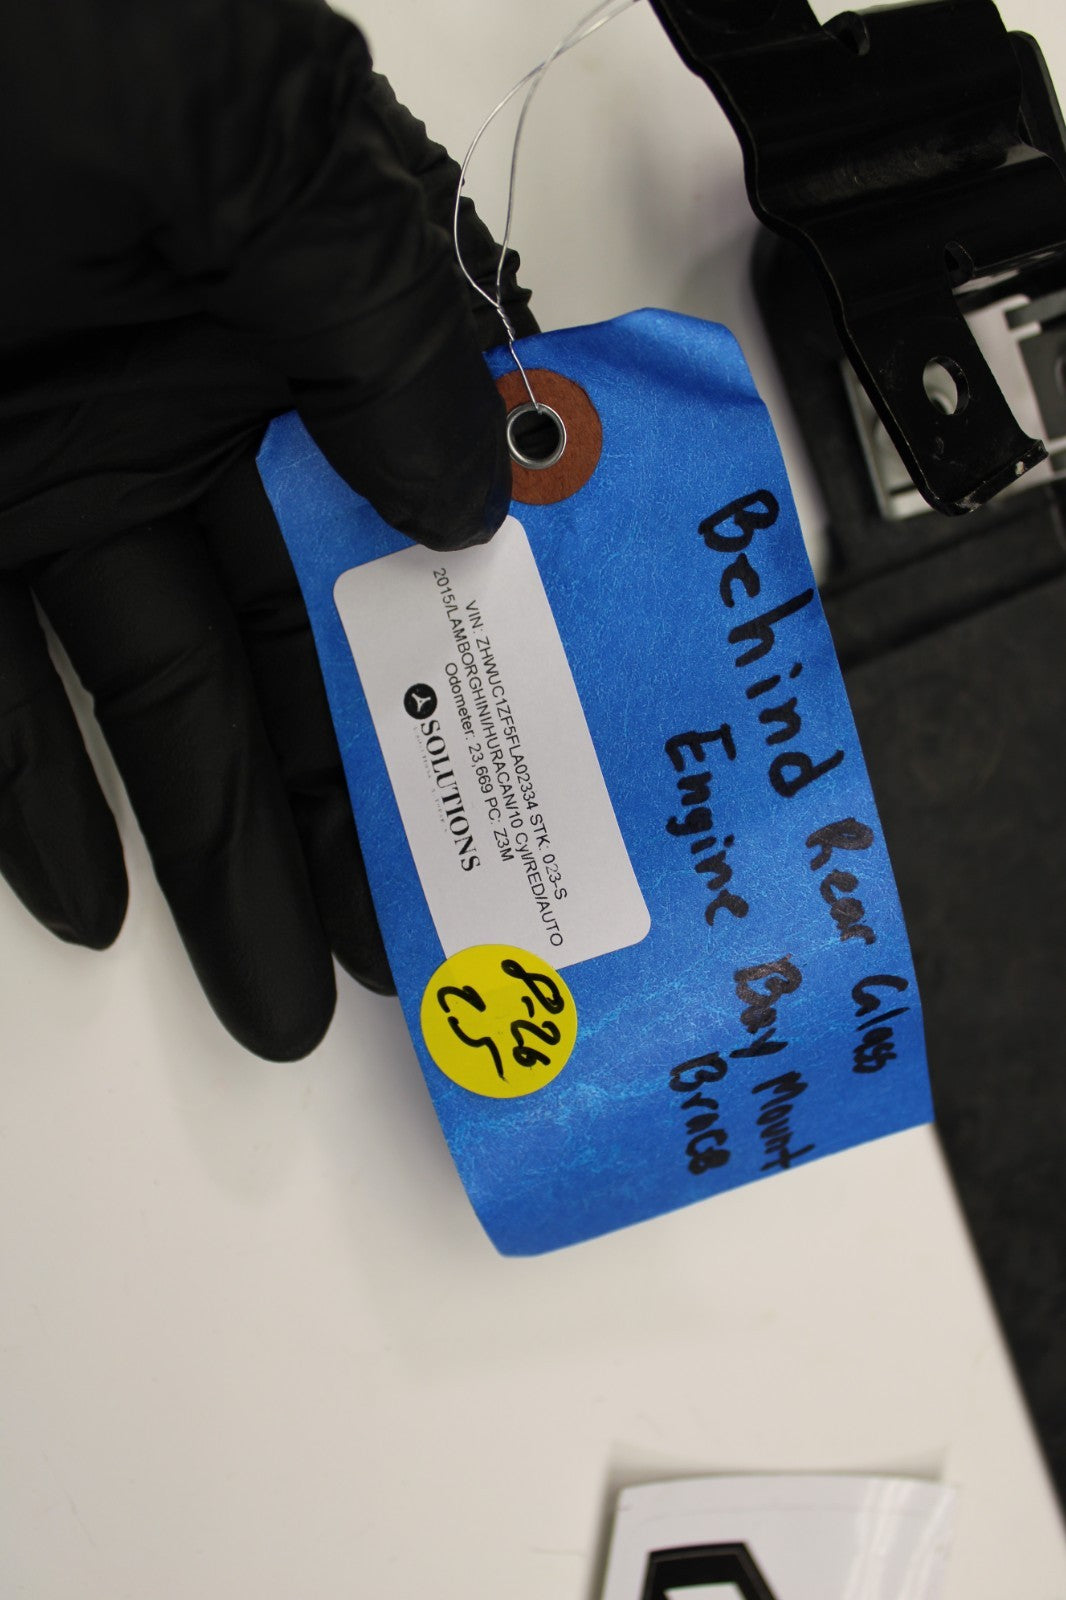 Behind Rear Glass
Engine Bay Mount
Brace
VIN: ZHWUC1ZF5FLA02334 STK: 023-S
2015/LAMBORGHINI/HURACAN/10 Cyl/RED/AUTO
Odometer: 23,669 PC: Z3M
SOLUTIONS
8-26
25